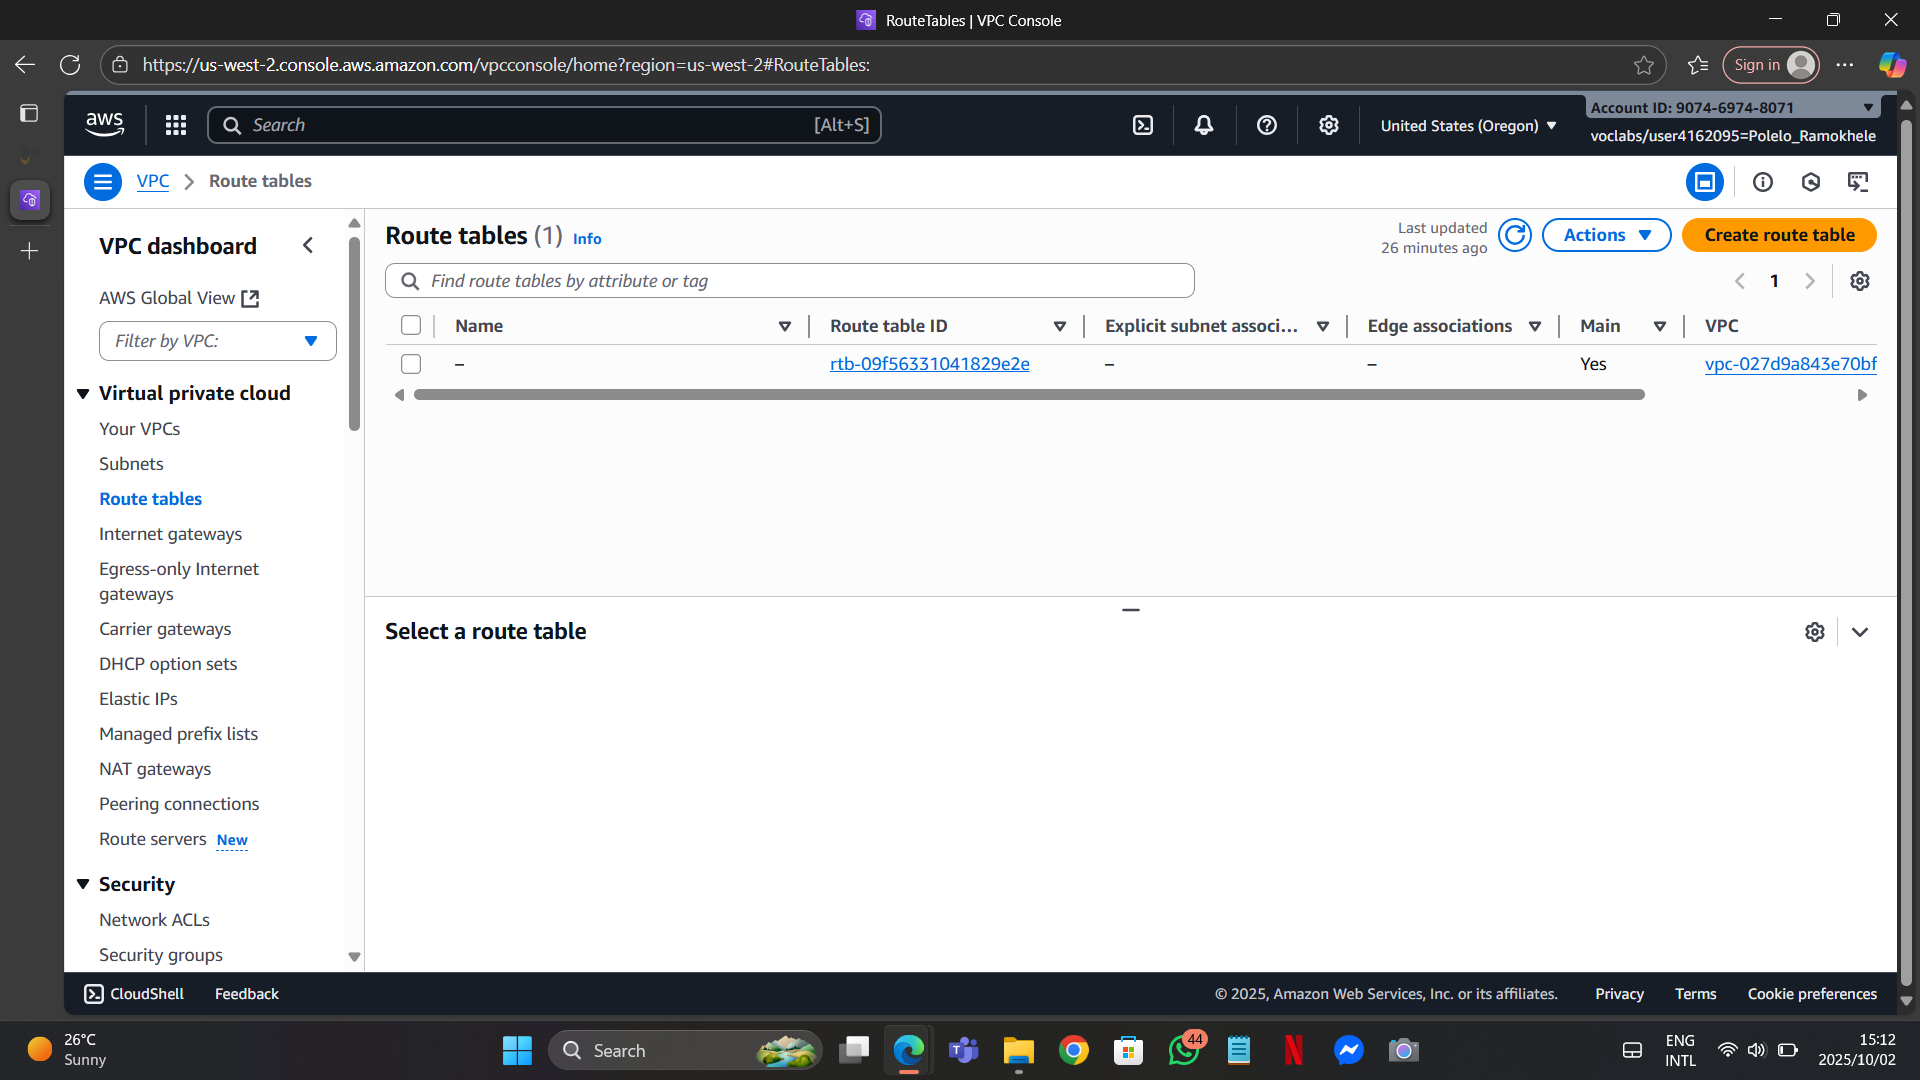 RouteTables | VPC Console
https://us-west-2.console.aws.amazon.com/vpcconsole/home?region=us-west-2#RouteTables:
Sign in
aws
Search
[Alt+S]
United States (Oregon)
Account ID: 9074-6974-8071
voclabs/user4162095=Polelo_Ramokhele
VPC
Route tables
VPC dashboard
AWS Global View
Filter by VPC:
Virtual private cloud
Your VPCs
Subnets
Route tables
Internet gateways
Egress-only Internet
gateways
Carrier gateways
DHCP option sets
Elastic IPs
Managed prefix lists
NAT gateways
Peering connections
Route servers New
Security
Network ACLs
Security groups
Route tables (1) Info
Last updated
26 minutes ago
Actions
Create route table
Find route tables by attribute or tag
1
Name
Route table ID
Explicit subnet associ...
Edge associations
Main
VPC
–
rtb-09f56331041829e2e
–
–
Yes
vpc-027d9a843e70bf
Select a route table
CloudShell
Feedback
© 2025, Amazon Web Services, Inc. or its affiliates.
Privacy
Terms
Cookie preferences
26°C
Sunny
Search
44
ENG
INTL
15:12
2025/10/02